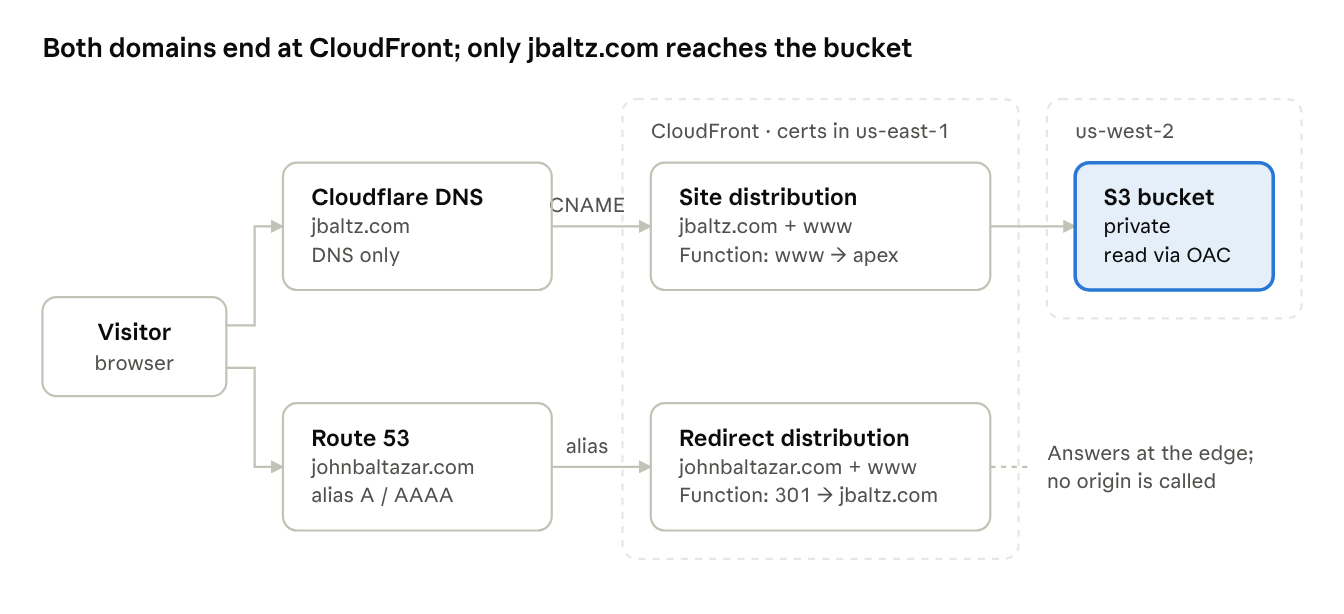 Both domains end at CloudFront; only jbaltz.com reaches the bucket
CloudFront · certs in us-east-1
us-west-2
Cloudflare DNS
jbaltz.com
DNS only
CNAME
Site distribution
jbaltz.com + www
Function: www → apex
S3 bucket
private
read via OAC
Visitor
browser
Route 53
johnbaltazar.com
alias A / AAAA
alias
Redirect distribution
johnbaltazar.com + www
Function: 301 → jbaltz.com
Answers at the edge;
no origin is called